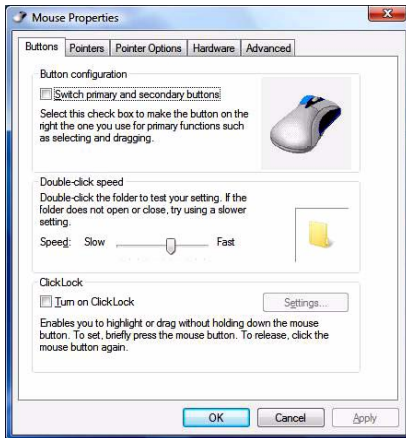 Mouse Properties
Buttons Pointers Pointer Options Hardware Advanced
Button configuration
Switch primary and secondary buttons
Select this check box to make the button on the
right the one you use for primary functions such
as selecting and dragging.
Double-click speed
Double-click the folder to test your setting. If the
folder does not open or close, try using a slower
setting.
Speed: Slow Fast
ClickLock
Turn on ClickLock Settings...
Enables you to highlight or drag without holding down the mouse
button. To set, briefly press the mouse button. To release, click the
mouse button again.
OK Cancel Apply